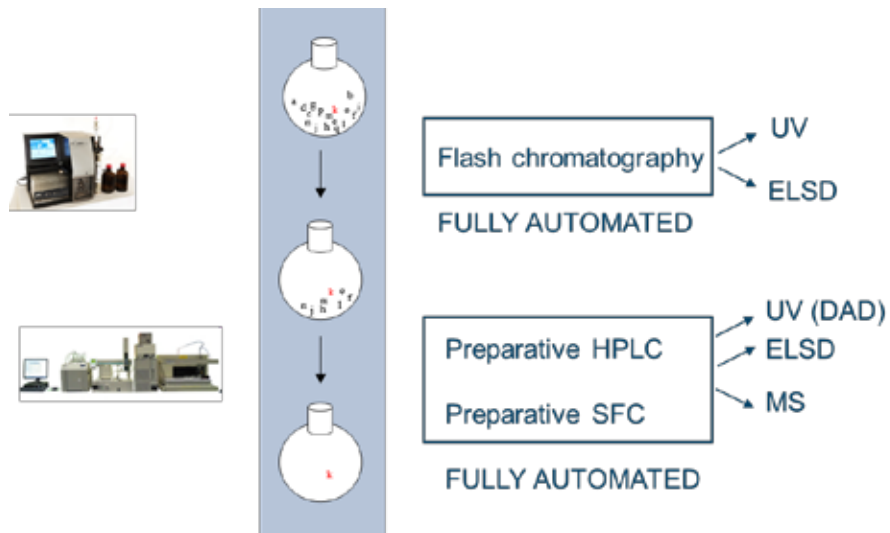 k
Flash chromatography
UV
ELSD
FULLY AUTOMATED
k
Preparative HPLC
Preparative SFC
UV (DAD)
ELSD
MS
FULLY AUTOMATED
k